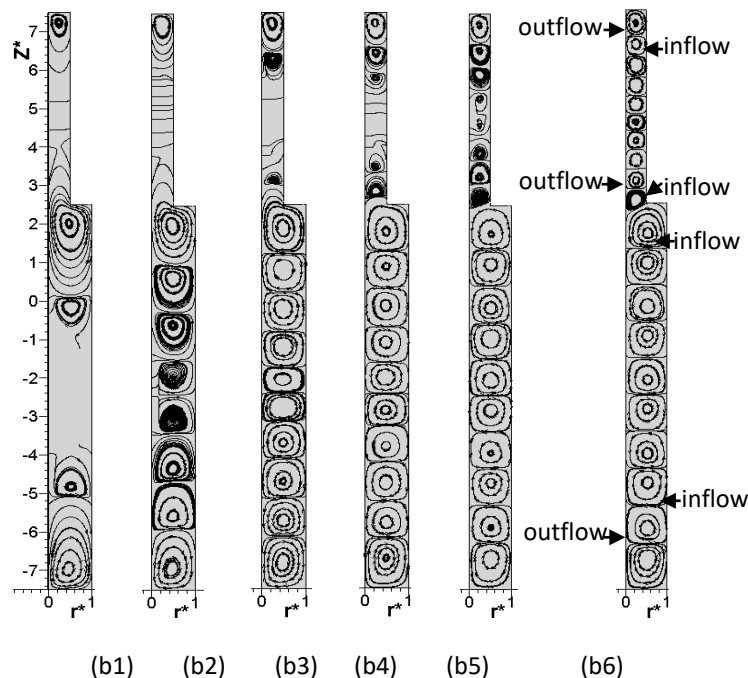 Z*
7
6
5
4
3
2
1
0
-1
-2
-3
-4
-5
-6
-7
outflow
inflow
outflow
inflow
inflow
inflow
outflow
0 r* 1 0 r* 1 0 r* 1 0 r* 1 0 r* 1 0 r* 1
(b1) (b2) (b3) (b4) (b5) (b6)